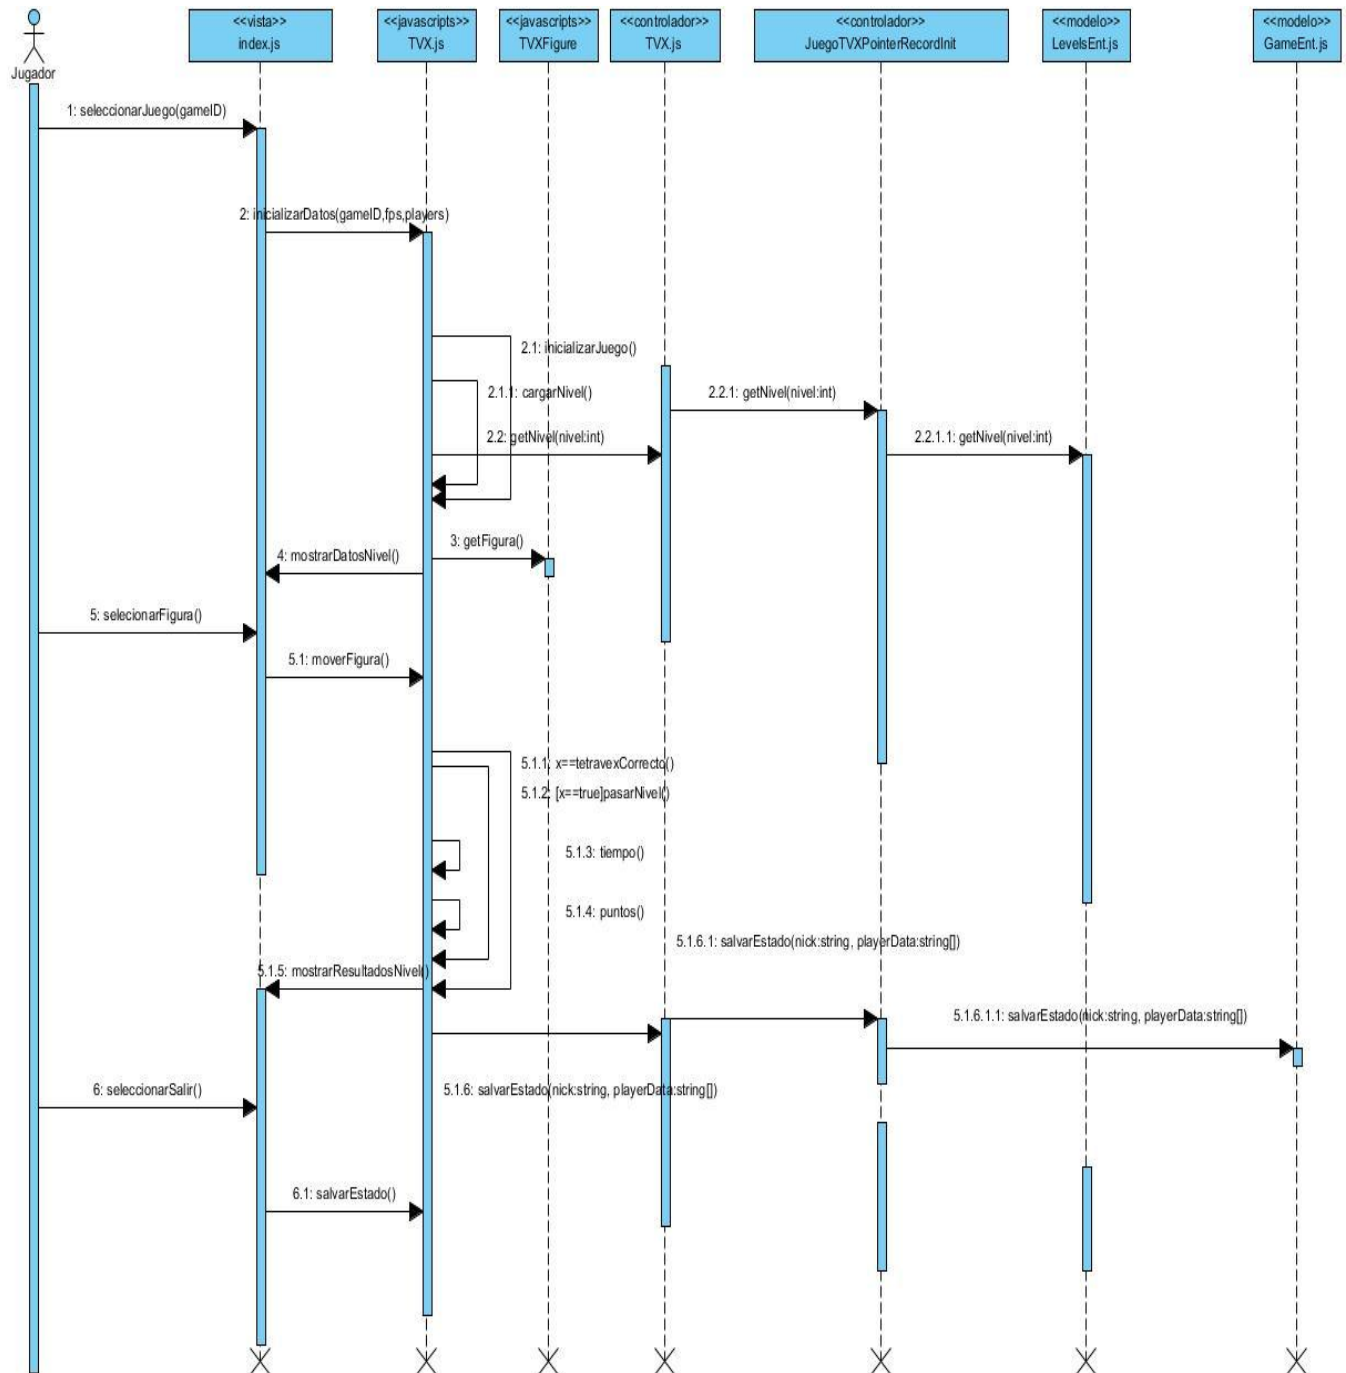 <<vista>>
index.js
<<javascripts>>
TVX.js
<<javascripts>>
TVXFigure
<<controlador>>
TVX.js
<<controlador>>
JuegoTVXPointerRecordInit
<<modelo>>
LevelsEnt.js
<<modelo>>
GameEnt.js
Jugador
1: seleccionarJuego(gameID)
2: inicializarDatos(gameID,fps,players)
2.1: inicializarJuego()
2.1.1: cargarNivel()
2.2.1: getNivel(nivel:int)
2.2: getNivel(nivel:int)
2.2.1.1: getNivel(nivel:int)
3: getFigura()
4: mostrarDatosNivel()
5: selecionarFigura()
5.1: moverFigura()
5.1.1: x==tetravexCorrecto()
5.1.2: [x==true]pasarNivel()
5.1.3: tiempo()
5.1.4: puntos()
5.1.6.1: salvarEstado(nick:string, playerData:string[])
5.1.5: mostrarResultadosNivel()
5.1.6.1.1: salvarEstado(nick:string, playerData:string[])
6: seleccionarSalir()
5.1.6: salvarEstado(nick:string, playerData:string[])
6.1: salvarEstado()